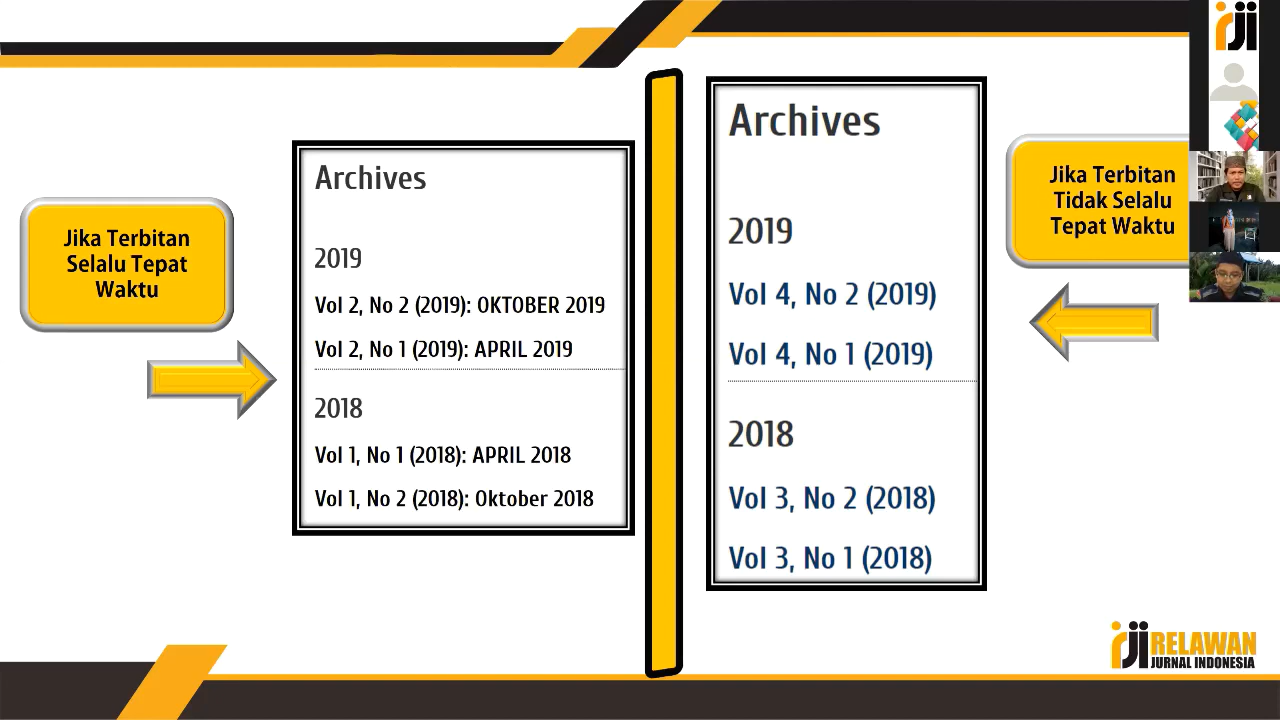 Jika Terbitan
Selalu Tepat
Waktu
Archives
2019
Vol 2, No 2 (2019): OKTOBER 2019
Vol 2, No 1 (2019): APRIL 2019
2018
Vol 1, No 1 (2018): APRIL 2018
Vol 1, No 2 (2018): Oktober 2018
Archives
2019
Vol 4, No 2 (2019)
Vol 4, No 1 (2019)
2018
Vol 3, No 2 (2018)
Vol 3, No 1 (2018)
Jika Terbitan
Tidak Selalu
Tepat Waktu
rji
rji RELAWAN
JURNAL INDONESIA